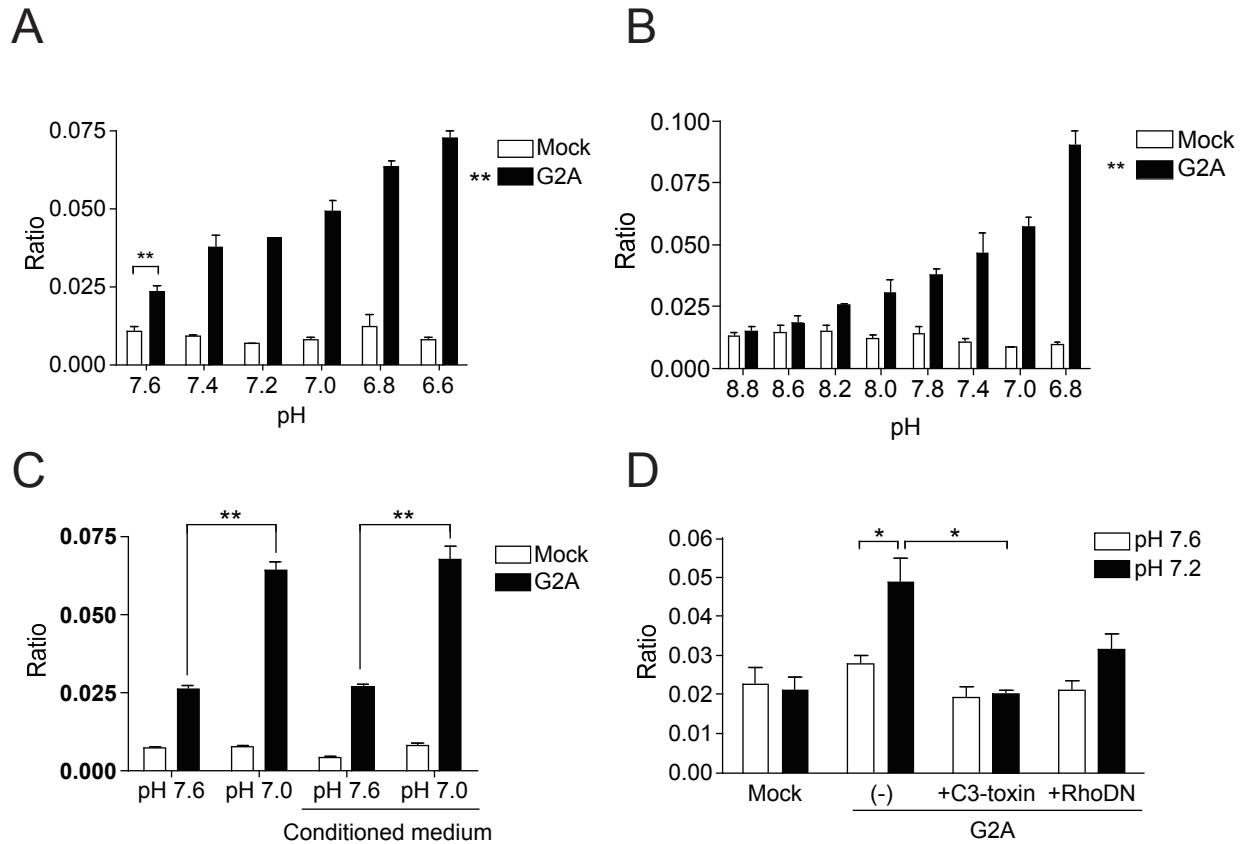 A
0.075
0.050
0.025
0.000
Ratio
**
7.6 7.4 7.2 7.0 6.8 6.6
pH
Mock
** G2A
B
0.100
0.075
0.050
0.025
0.000
Ratio
8.8 8.6 8.2 8.0 7.8 7.4 7.0 6.8
pH
Mock
** G2A
C
0.075
0.050
0.025
0.000
Ratio
** **
pH 7.6 pH 7.0 pH 7.6 pH 7.0
Conditioned medium
Mock
G2A
D
0.06
0.05
0.04
0.03
0.02
0.01
0.00
Ratio
* *
Mock (-) +C3-toxin +RhoDN
G2A
pH 7.6
pH 7.2